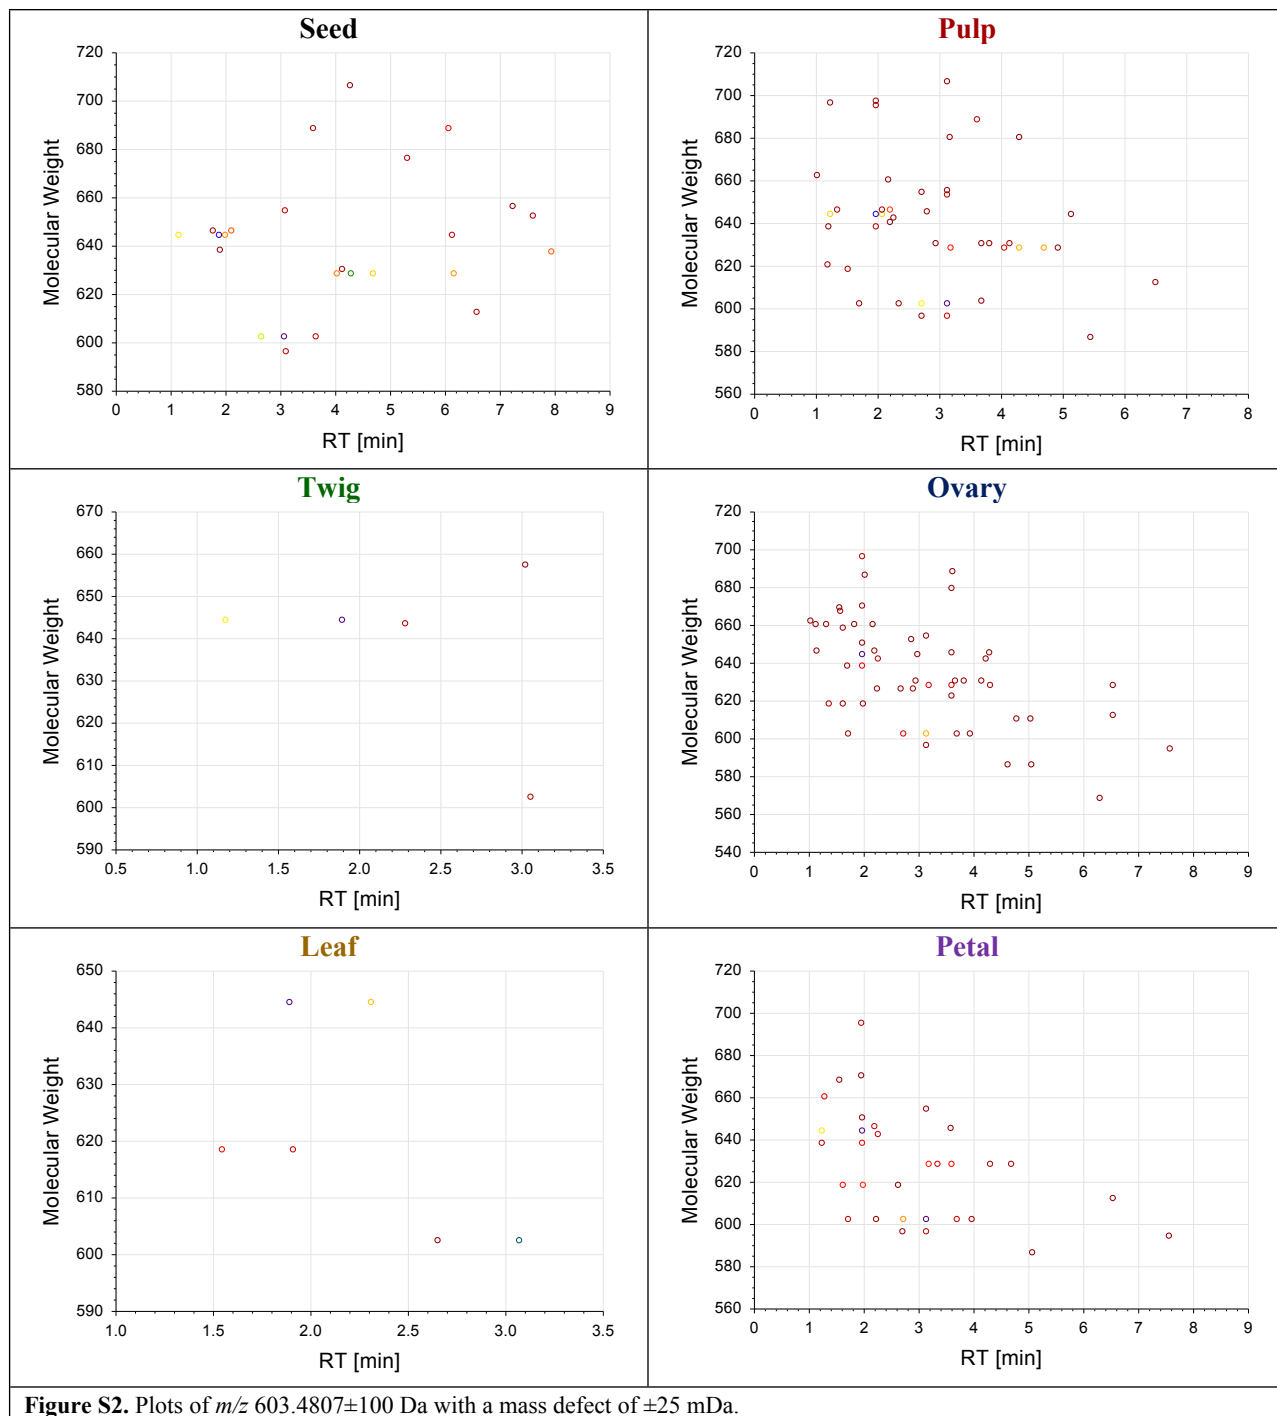 Seed
720
700
680
660
640
620
600
580
0 1 2 3 4 5 6 7 8 9
Molecular Weight
RT [min]
Pulp
720
700
680
660
640
620
600
580
560
0 1 2 3 4 5 6 7 8
Molecular Weight
RT [min]
Twig
670
660
650
640
630
620
610
600
590
0.5 1.0 1.5 2.0 2.5 3.0 3.5
Molecular Weight
RT [min]
Ovary
720
700
680
660
640
620
600
580
560
540
0 1 2 3 4 5 6 7 8 9
Molecular Weight
RT [min]
Leaf
650
640
630
620
610
600
590
1.0 1.5 2.0 2.5 3.0 3.5
Molecular Weight
RT [min]
Petal
720
700
680
660
640
620
600
580
560
0 1 2 3 4 5 6 7 8 9
Molecular Weight
RT [min]
Figure S2. Plots of m/z 603.4807±100 Da with a mass defect of ±25 mDa.